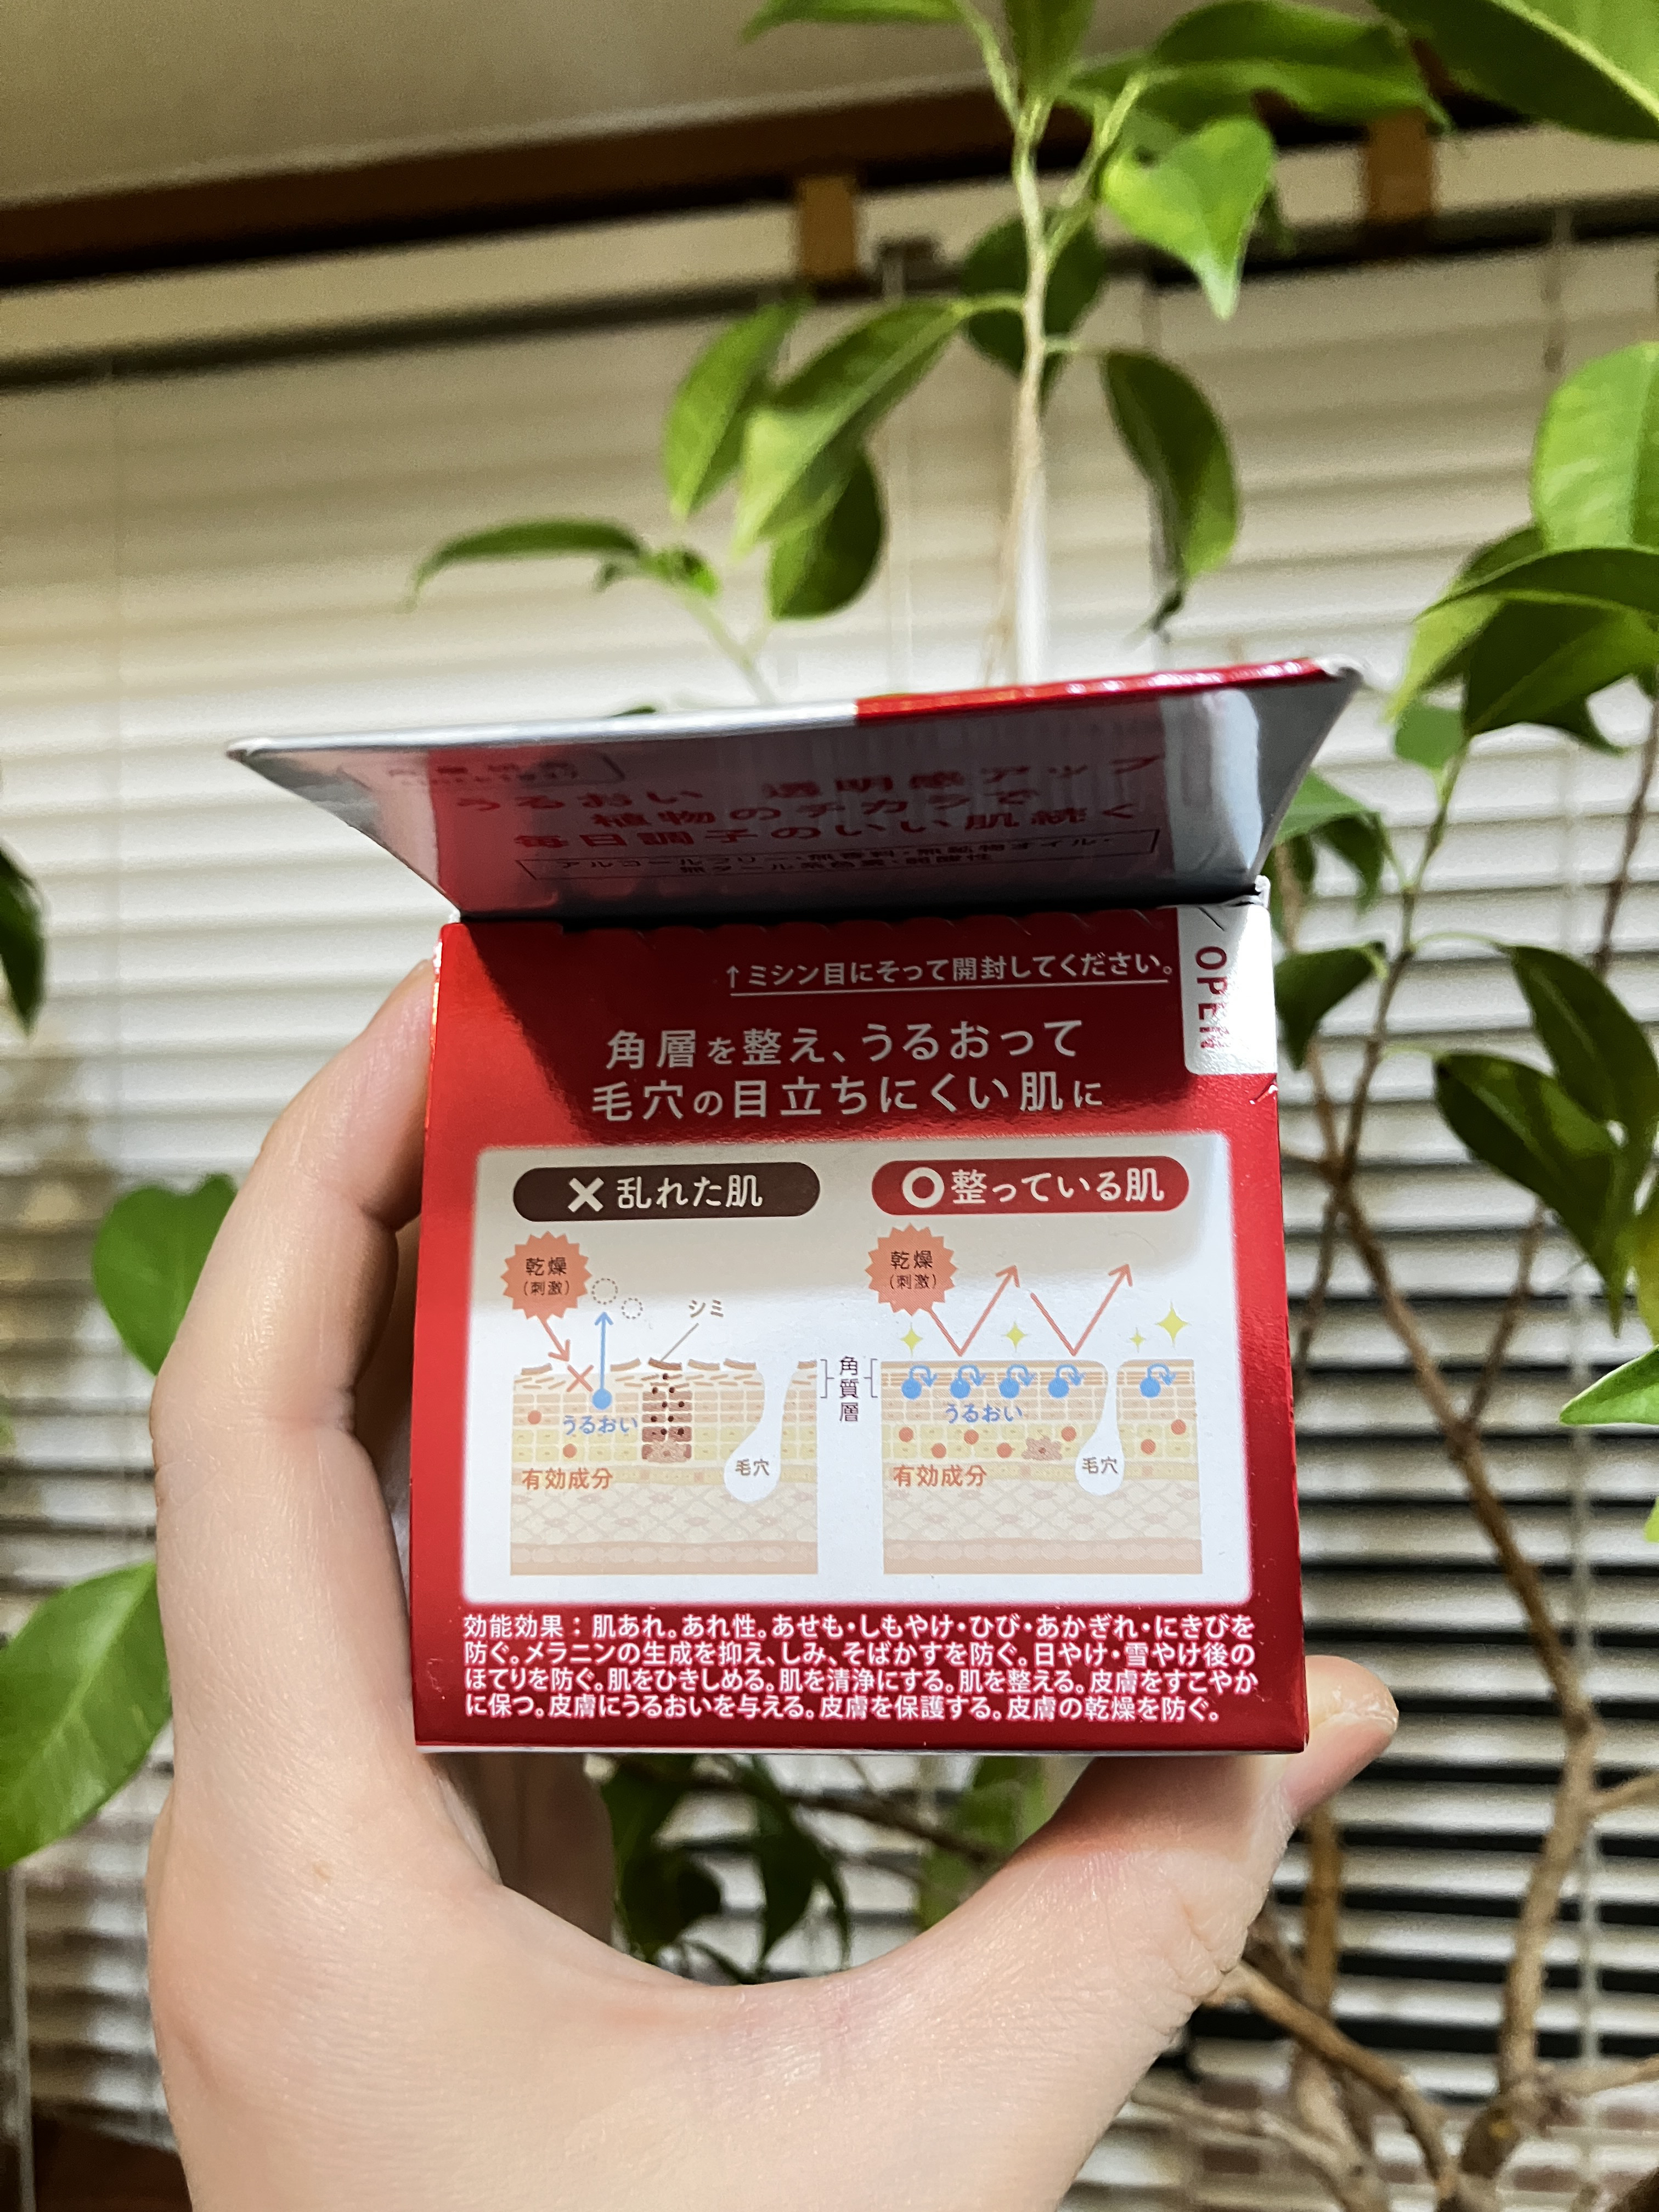 うるおい 透明感アップ
植物のチカラで
毎日調子のいい肌続く
アルコールフリー・無香料・無鉱物オイル・
無タール系色素・弱酸性
OPEN
↑ミシン目にそって開封してください。
角層を整え、うるおって
毛穴の目立ちにくい肌に
× 乱れた肌
乾燥
(刺激)
シミ
うるおい
有効成分
毛穴
角質層
○整っている肌
乾燥
(刺激)
うるおい
有効成分
毛穴
効能効果：肌あれ。あれ性。あせも・しもやけ・ひび・あかぎれ・にきびを
防ぐ。メラニンの生成を抑え、しみ、そばかすを防ぐ。日やけ・雪やけ後の
ほてりを防ぐ。肌をひきしめる。肌を清浄にする。肌を整える。皮膚をすこやか
に保つ。皮膚にうるおいを与える。皮膚を保護する。皮膚の乾燥を防ぐ。